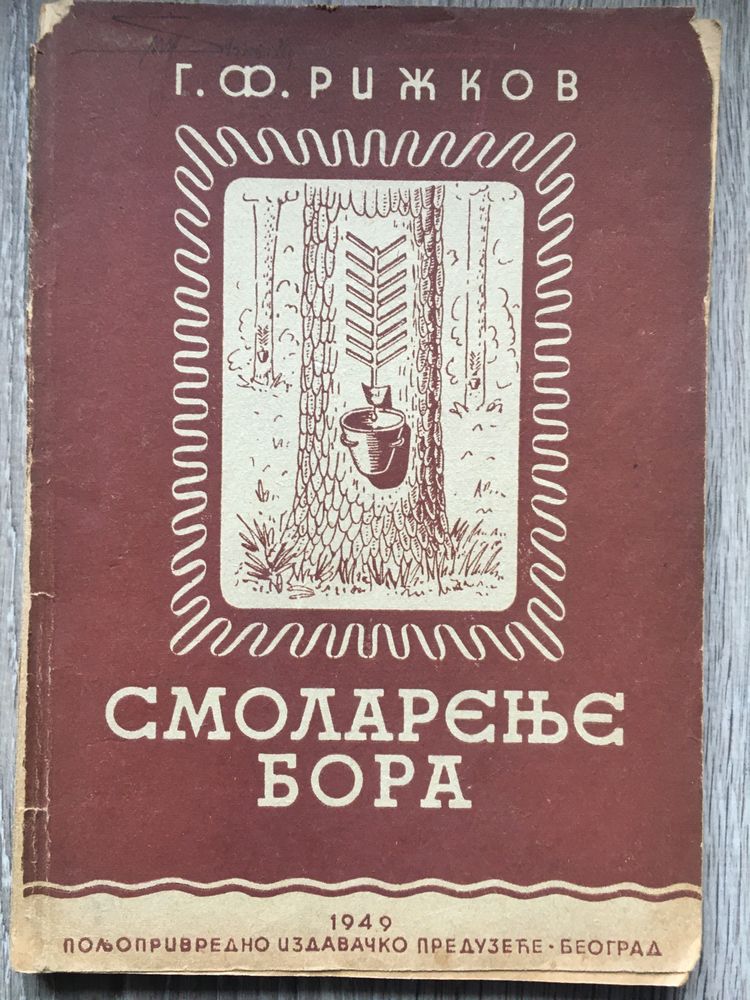 Г. Ф. РИЖКОВ
СМОЛАРЕЊЕ
БОРА
1949
ПОЉОПРИВРЕДНО ИЗДАВАЧКО ПРЕДУЗЕЋЕ · БЕОГРАД